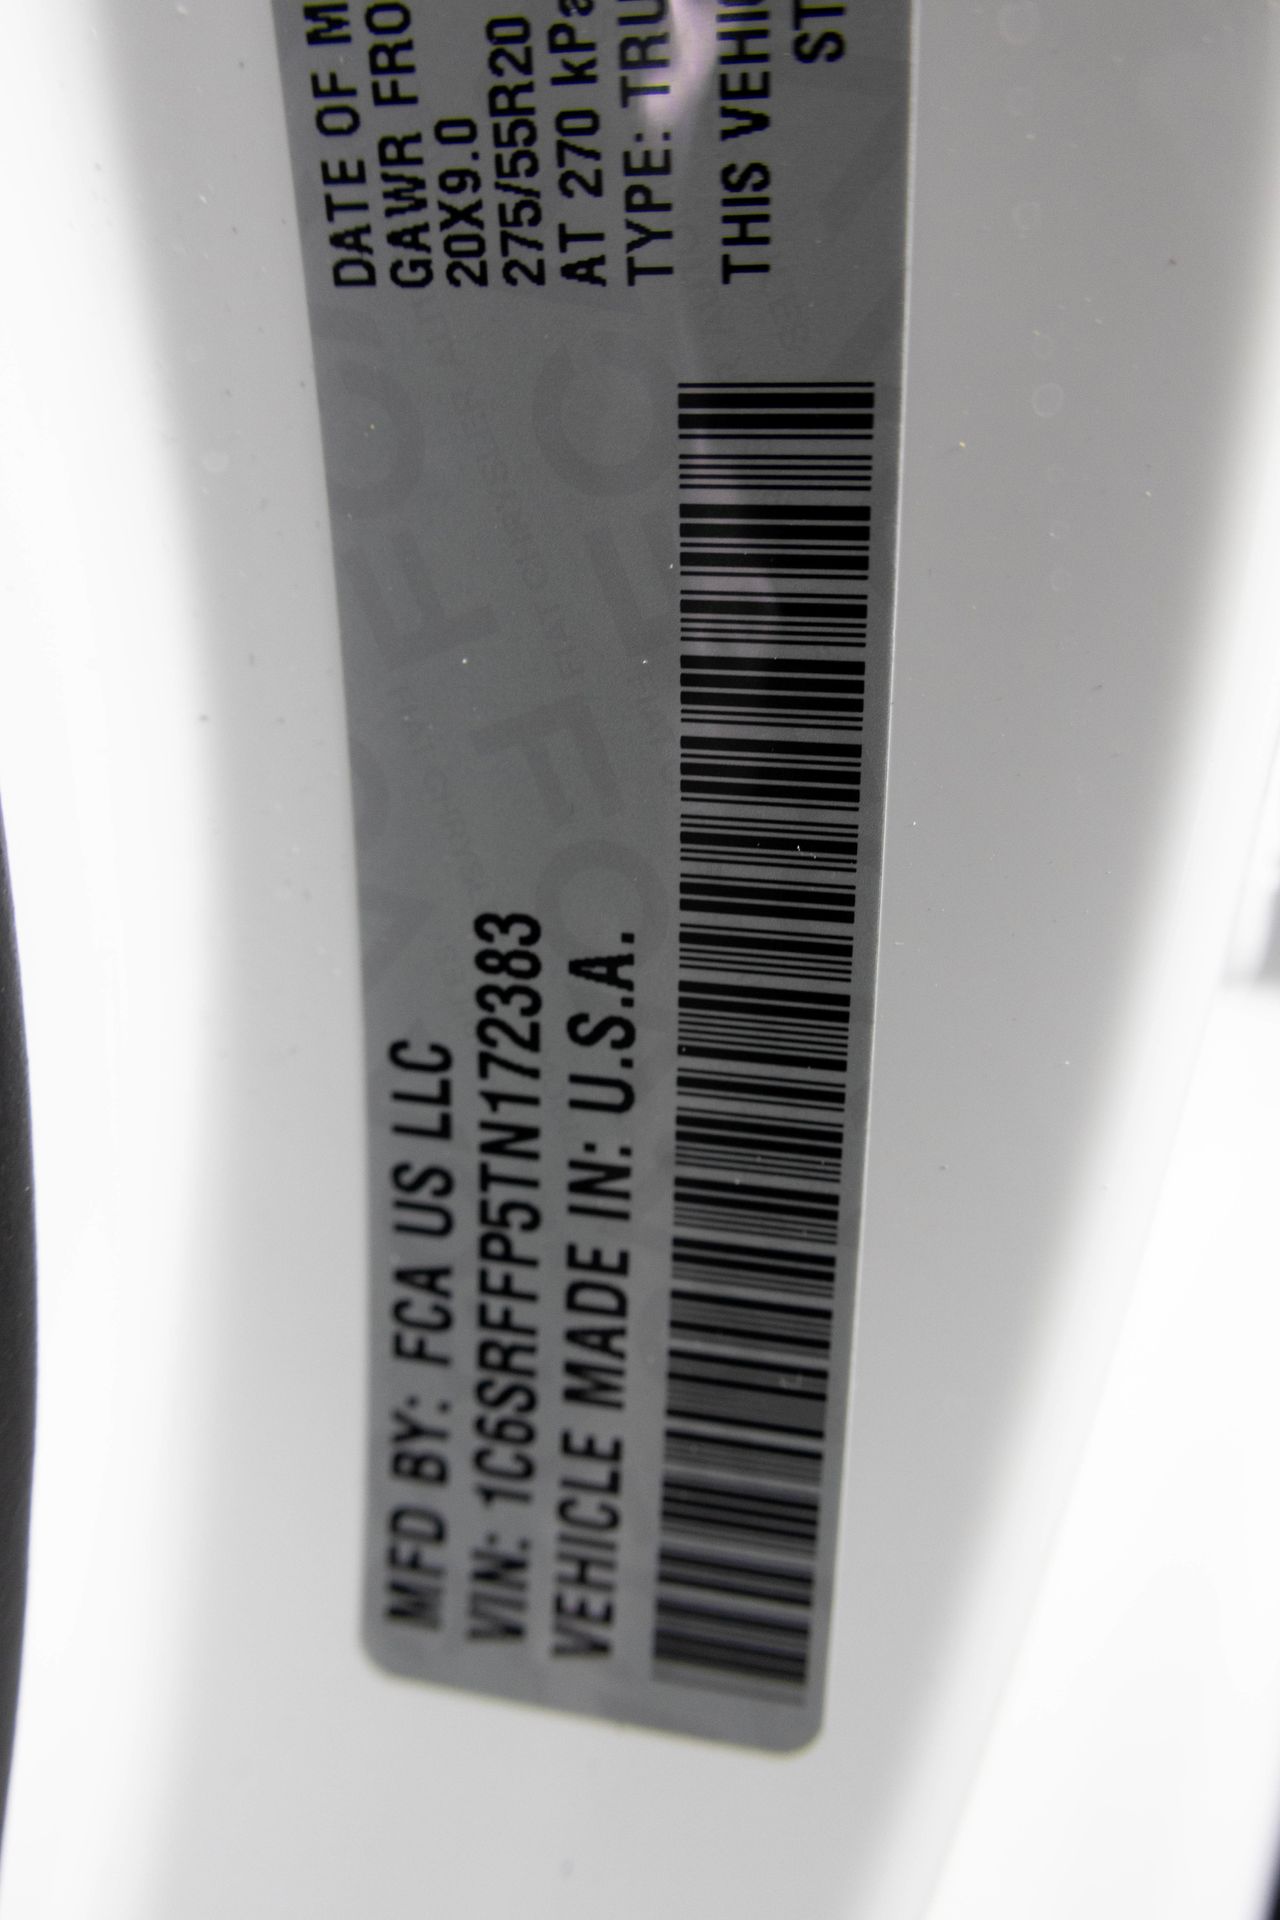 MFD BY: FCA US LLC
VIN: 1C6SRFFP5TN172383
VEHICLE MADE IN: U.S.A.
DATE OF M
GAWR FRO
20X9.0
275/55R20
AT 270 kPa
TYPE: TRU
THIS VEHIC
ST